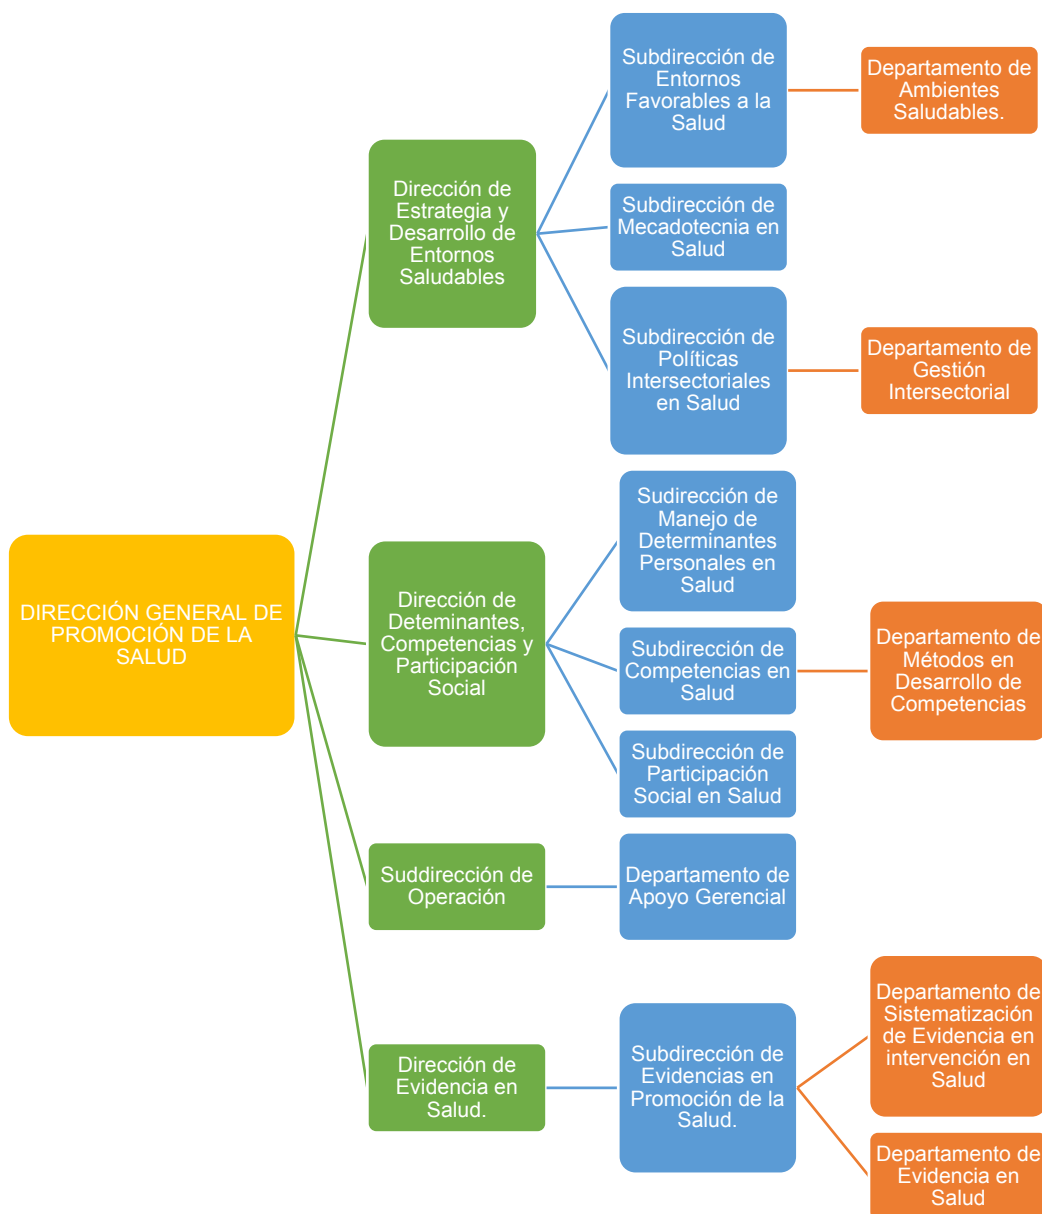 DIRECCIÓN GENERAL DE
PROMOCIÓN DE LA
SALUD
Dirección de
Estrategia y
Desarrollo de
Entornos
Saludables
Subdirección de
Entornos
Favorables a la
Salud
Departamento de
Ambientes
Saludables.
Subdirección de
Mecadotecnia en
Salud
Subdirección de
Políticas
Intersectoriales
en Salud
Departamento de
Gestión
Intersectorial
Dirección de
Deteminantes,
Competencias y
Participación
Social
Sudirección de
Manejo de
Determinantes
Personales en
Salud
Subdirección de
Competencias en
Salud
Departamento de
Métodos en
Desarrollo de
Competencias
Subdirección de
Participación
Social en Salud
Suddirección de
Operación
Departamento de
Apoyo Gerencial
Dirección de
Evidencia en
Salud.
Subdirección de
Evidencias en
Promoción de la
Salud.
Departamento de
Sistematización
de Evidencia en
intervención en
Salud
Departamento de
Evidencia en
Salud